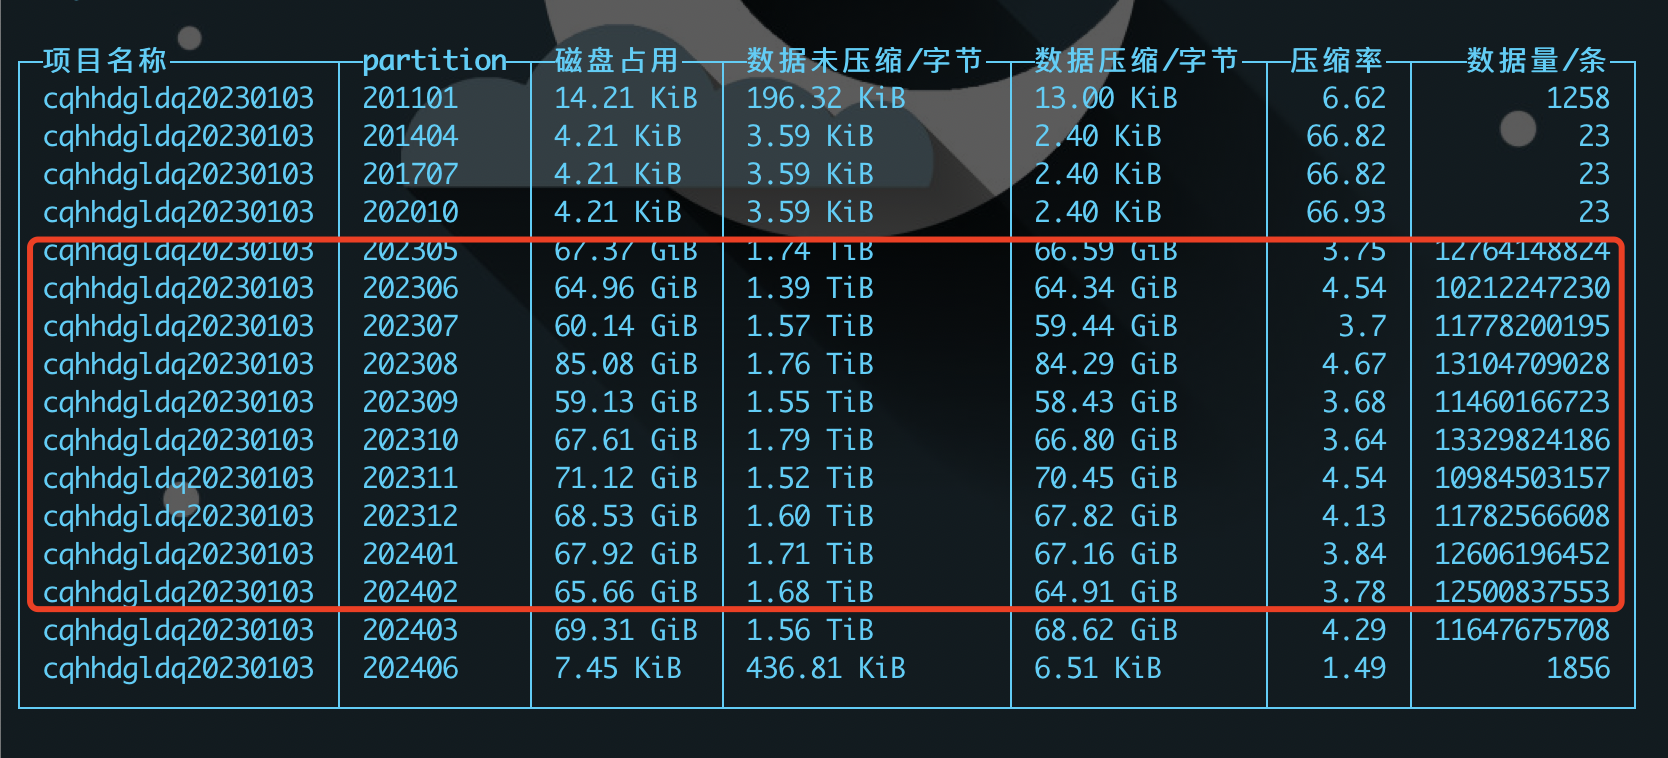 项目名称 partition 磁盘占用 数据未压缩/字节 数据压缩/字节 压缩率 数据量/条
cqhhdgldq20230103 201101 14.21 KiB 196.32 KiB 13.00 KiB 6.62 1258
cqhhdgldq20230103 201404 4.21 KiB 3.59 KiB 2.40 KiB 66.82 23
cqhhdgldq20230103 201707 4.21 KiB 3.59 KiB 2.40 KiB 66.82 23
cqhhdgldq20230103 202010 4.21 KiB 3.59 KiB 2.40 KiB 66.93 23
cqhhdgldq20230103 202305 67.37 GiB 1.74 TiB 66.59 GiB 3.75 12764148824
cqhhdgldq20230103 202306 64.96 GiB 1.39 TiB 64.34 GiB 4.54 10212247230
cqhhdgldq20230103 202307 60.14 GiB 1.57 TiB 59.44 GiB 3.7 11778200195
cqhhdgldq20230103 202308 85.08 GiB 1.76 TiB 84.29 GiB 4.67 13104709028
cqhhdgldq20230103 202309 59.13 GiB 1.55 TiB 58.43 GiB 3.68 11460166723
cqhhdgldq20230103 202310 67.61 GiB 1.79 TiB 66.80 GiB 3.64 13329824186
cqhhdgldq20230103 202311 71.12 GiB 1.52 TiB 70.45 GiB 4.54 10984503157
cqhhdgldq20230103 202312 68.53 GiB 1.60 TiB 67.82 GiB 4.13 11782566608
cqhhdgldq20230103 202401 67.92 GiB 1.71 TiB 67.16 GiB 3.84 12606196452
cqhhdgldq20230103 202402 65.66 GiB 1.68 TiB 64.91 GiB 3.78 12500837553
cqhhdgldq20230103 202403 69.31 GiB 1.56 TiB 68.62 GiB 4.29 11647675708
cqhhdgldq20230103 202406 7.45 KiB 436.81 KiB 6.51 KiB 1.49 1856